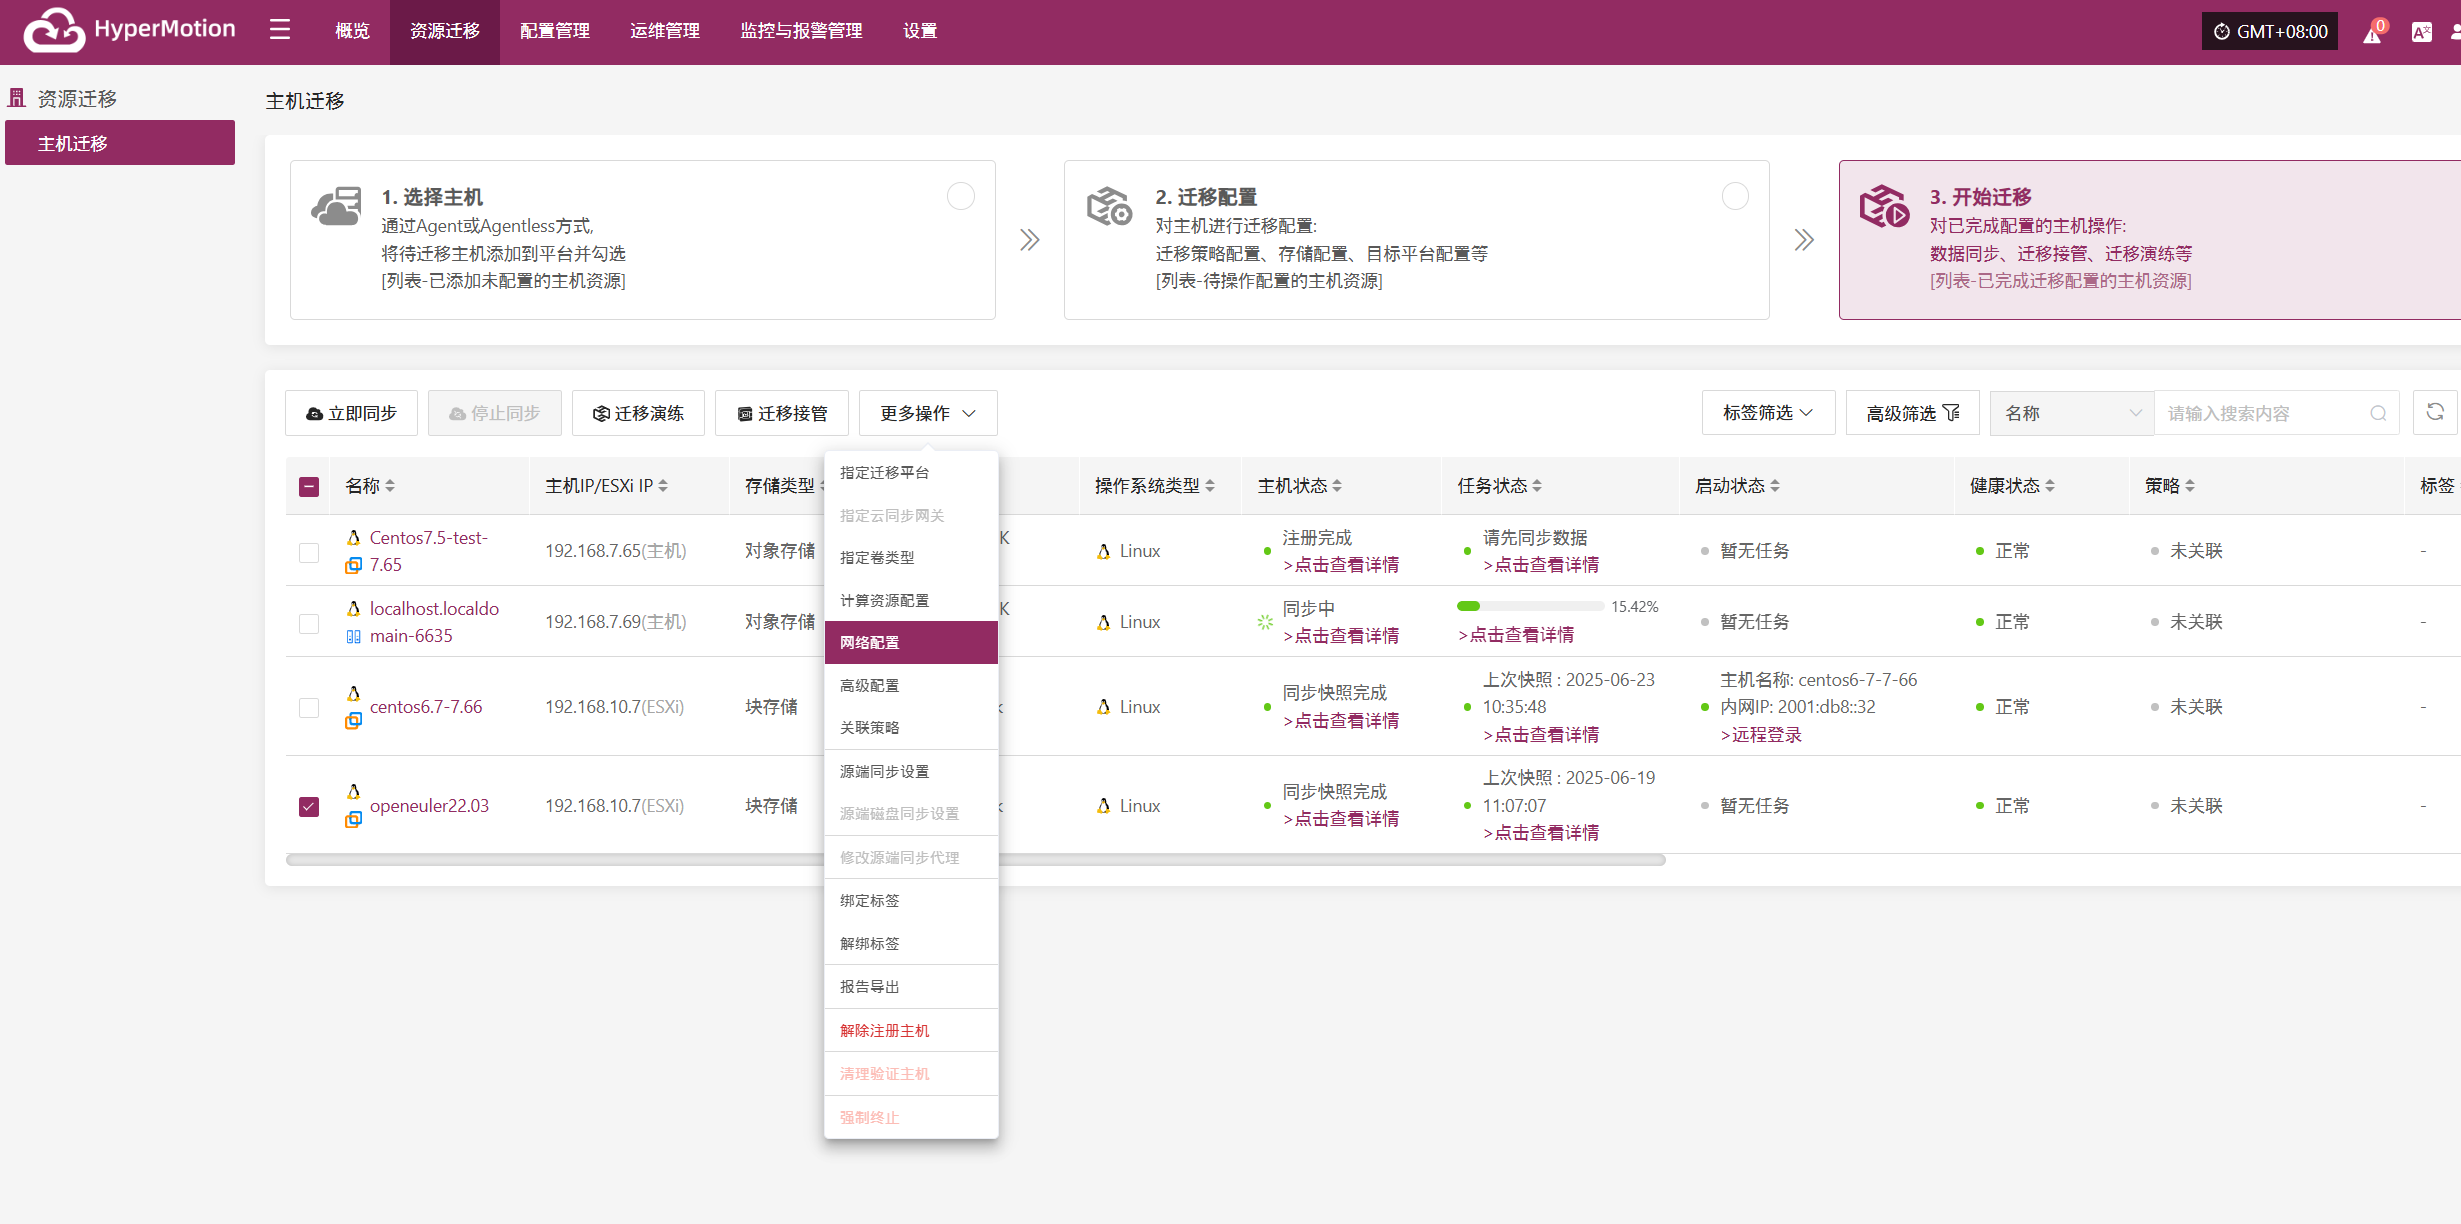 HyperMotion
概览
资源迁移
配置管理
运维管理
监控与报警管理
设置
GMT+08:00
0
资源迁移
主机迁移
主机迁移
1. 选择主机
通过Agent或Agentless方式,
将待迁移主机添加到平台并勾选
[列表-已添加未配置的主机资源]
2. 迁移配置
对主机进行迁移配置:
迁移策略配置、存储配置、目标平台配置等
[列表-待操作配置的主机资源]
3. 开始迁移
对已完成配置的主机操作:
数据同步、迁移接管、迁移演练等
[列表-已完成迁移配置的主机资源]
立即同步
停止同步
迁移演练
迁移接管
更多操作
标签筛选
高级筛选
名称
请输入搜索内容
名称
主机IP/ESXi IP
存储类型
操作系统类型
主机状态
任务状态
启动状态
健康状态
策略
标签
Centos7.5-test-
7.65
192.168.7.65(主机)
对象存储
K
Linux
注册完成
>点击查看详情
请先同步数据
>点击查看详情
暂无任务
正常
未关联
-
localhost.localdo
main-6635
192.168.7.69(主机)
对象存储
K
Linux
同步中
>点击查看详情
15.42%
>点击查看详情
暂无任务
正常
未关联
-
centos6.7-7.66
192.168.10.7(ESXi)
块存储
Linux
同步快照完成
>点击查看详情
上次快照 : 2025-06-23
10:35:48
>点击查看详情
主机名称: centos6-7-7-66
内网IP: 2001:db8::32
>远程登录
正常
未关联
-
openeuler22.03
192.168.10.7(ESXi)
块存储
Linux
同步快照完成
>点击查看详情
上次快照 : 2025-06-19
11:07:07
>点击查看详情
暂无任务
正常
未关联
-
指定迁移平台
指定云同步网关
指定卷类型
计算资源配置
网络配置
高级配置
关联策略
源端同步设置
源端磁盘同步设置
修改源端同步代理
绑定标签
解绑标签
报告导出
解除注册主机
清理验证主机
强制终止